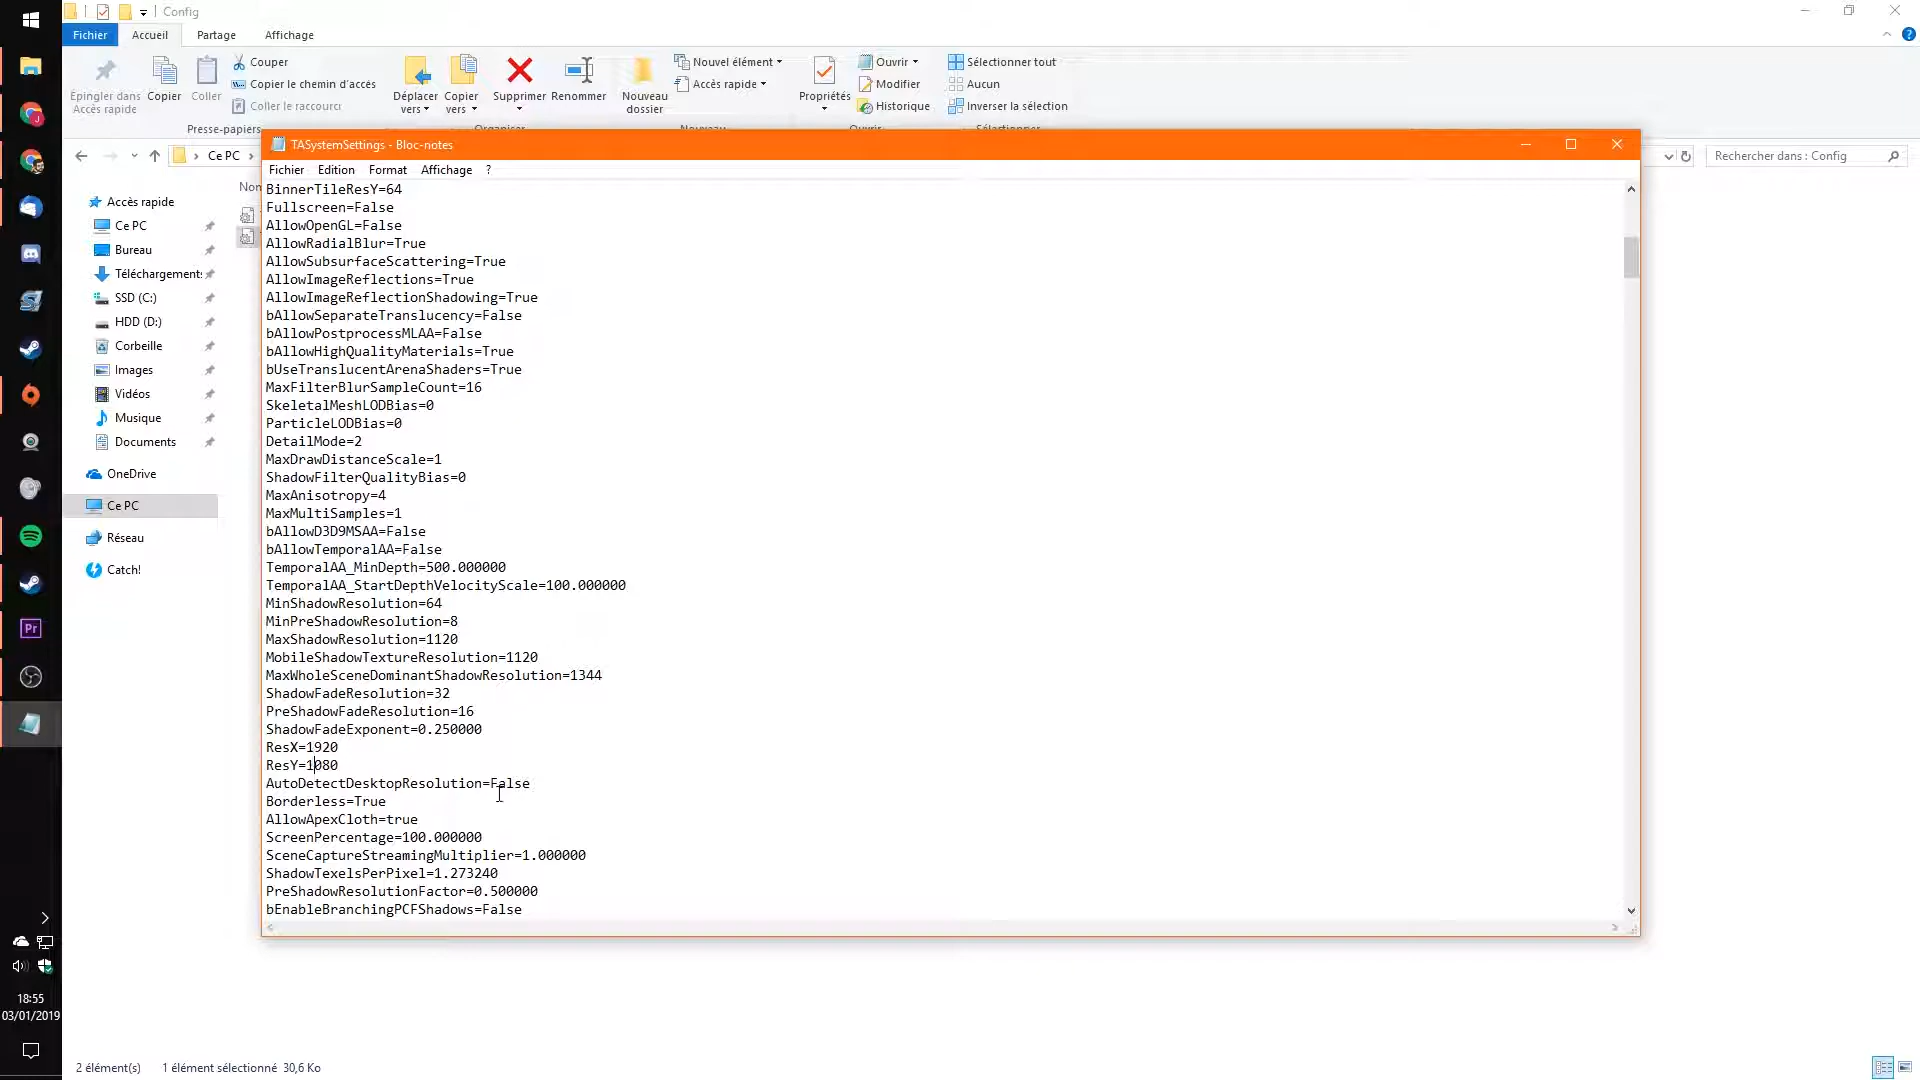 Config
Fichier
Accueil
Partage
Affichage
Épingler dans
Accès rapide
Copier
Coller
Couper
Copier le chemin d'accès
Coller le raccourci
Presse-papiers
Déplacer
vers
Copier
vers
Supprimer
Renommer
Organiser
Nouveau
dossier
Nouvel élément
Accès rapide
Nouveau
Propriétés
Ouvrir
Modifier
Historique
Ouvrir
Sélectionner tout
Aucun
Inverser la sélection
Sélectionner
Ce PC
Rechercher dans : Config
Accès rapide
Ce PC
Bureau
Téléchargements
SSD (C:)
HDD (D:)
Corbeille
Images
Vidéos
Musique
Documents
OneDrive
Ce PC
Réseau
Catch!
TASystemSettings - Bloc-notes
Fichier Edition Format Affichage ?
BinnerTileResY=64
Fullscreen=False
AllowOpenGL=False
AllowRadialBlur=True
AllowSubsurfaceScattering=True
AllowImageReflections=True
AllowImageReflectionShadowing=True
bAllowSeparateTranslucency=False
bAllowPostprocessMLAA=False
bAllowHighQualityMaterials=True
bUseTranslucentArenaShaders=True
MaxFilterBlurSampleCount=16
SkeletalMeshLODBias=0
ParticleLODBias=0
DetailMode=2
MaxDrawDistanceScale=1
ShadowFilterQualityBias=0
MaxAnisotropy=4
MaxMultiSamples=1
bAllowD3D9MSAA=False
bAllowTemporalAA=False
TemporalAA_MinDepth=500.000000
TemporalAA_StartDepthVelocityScale=100.000000
MinShadowResolution=64
MinPreShadowResolution=8
MaxShadowResolution=1120
MobileShadowTextureResolution=1120
MaxWholeSceneDominantShadowResolution=1344
ShadowFadeResolution=32
PreShadowFadeResolution=16
ShadowFadeExponent=0.250000
ResX=1920
ResY=1080
AutoDetectDesktopResolution=False
Borderless=True
AllowApexCloth=true
ScreenPercentage=100.000000
SceneCaptureStreamingMultiplier=1.000000
ShadowTexelsPerPixel=1.273240
PreShadowResolutionFactor=0.500000
bEnableBranchingPCFShadows=False
Pr
18:55
03/01/2019
2 élément(s) 1 élément sélectionné 30,6 Ko